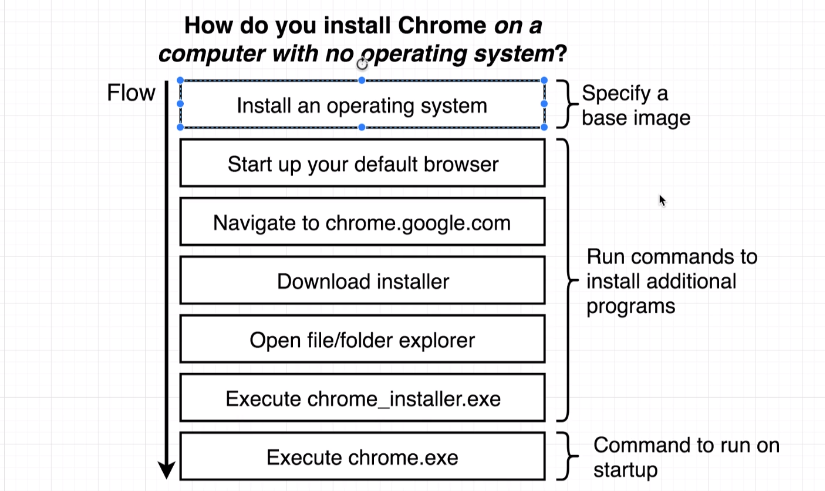 How do you install Chrome on a
computer with no operating system?
Flow
Install an operating system
Specify a
base image
Start up your default browser
Navigate to chrome.google.com
Download installer
Open file/folder explorer
Execute chrome_installer.exe
Run commands to
install additional
programs
Execute chrome.exe
Command to run on
startup